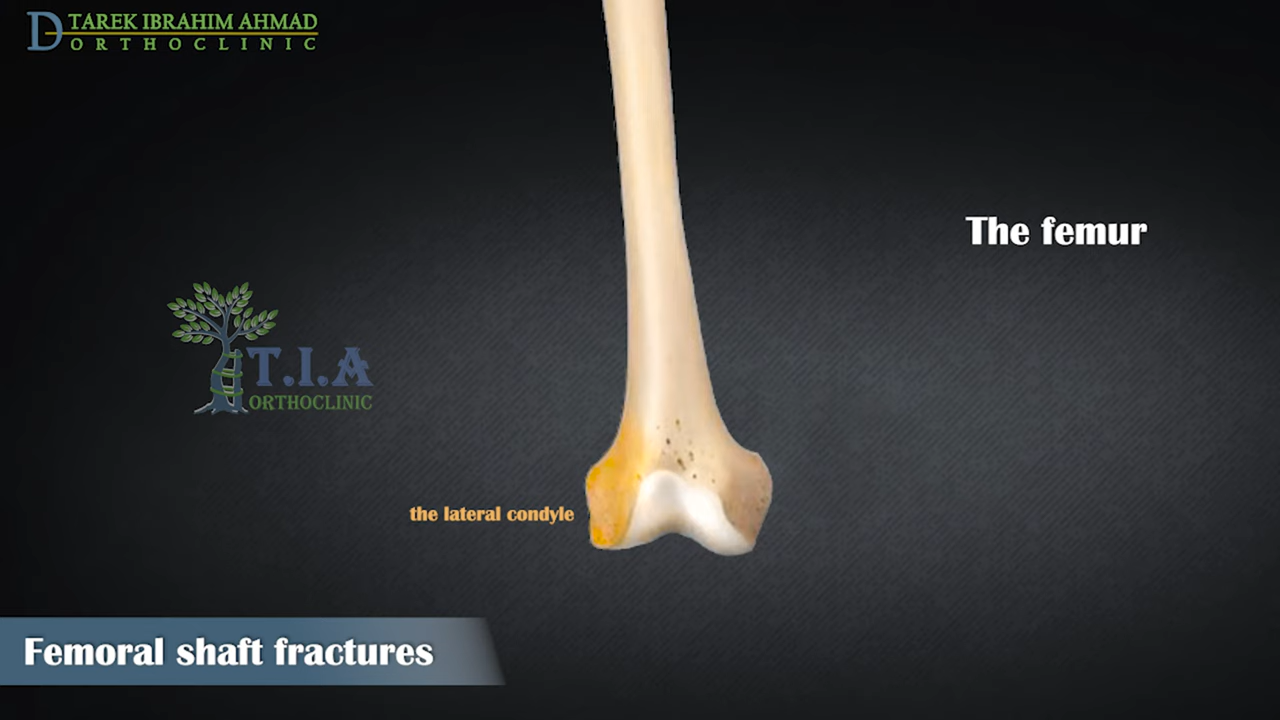 D TAREK IBRAHIM AHMAD
ORTHOCLINIC
The femur
T.I.A
ORTHOCLINIC
the lateral condyle
Femoral shaft fractures